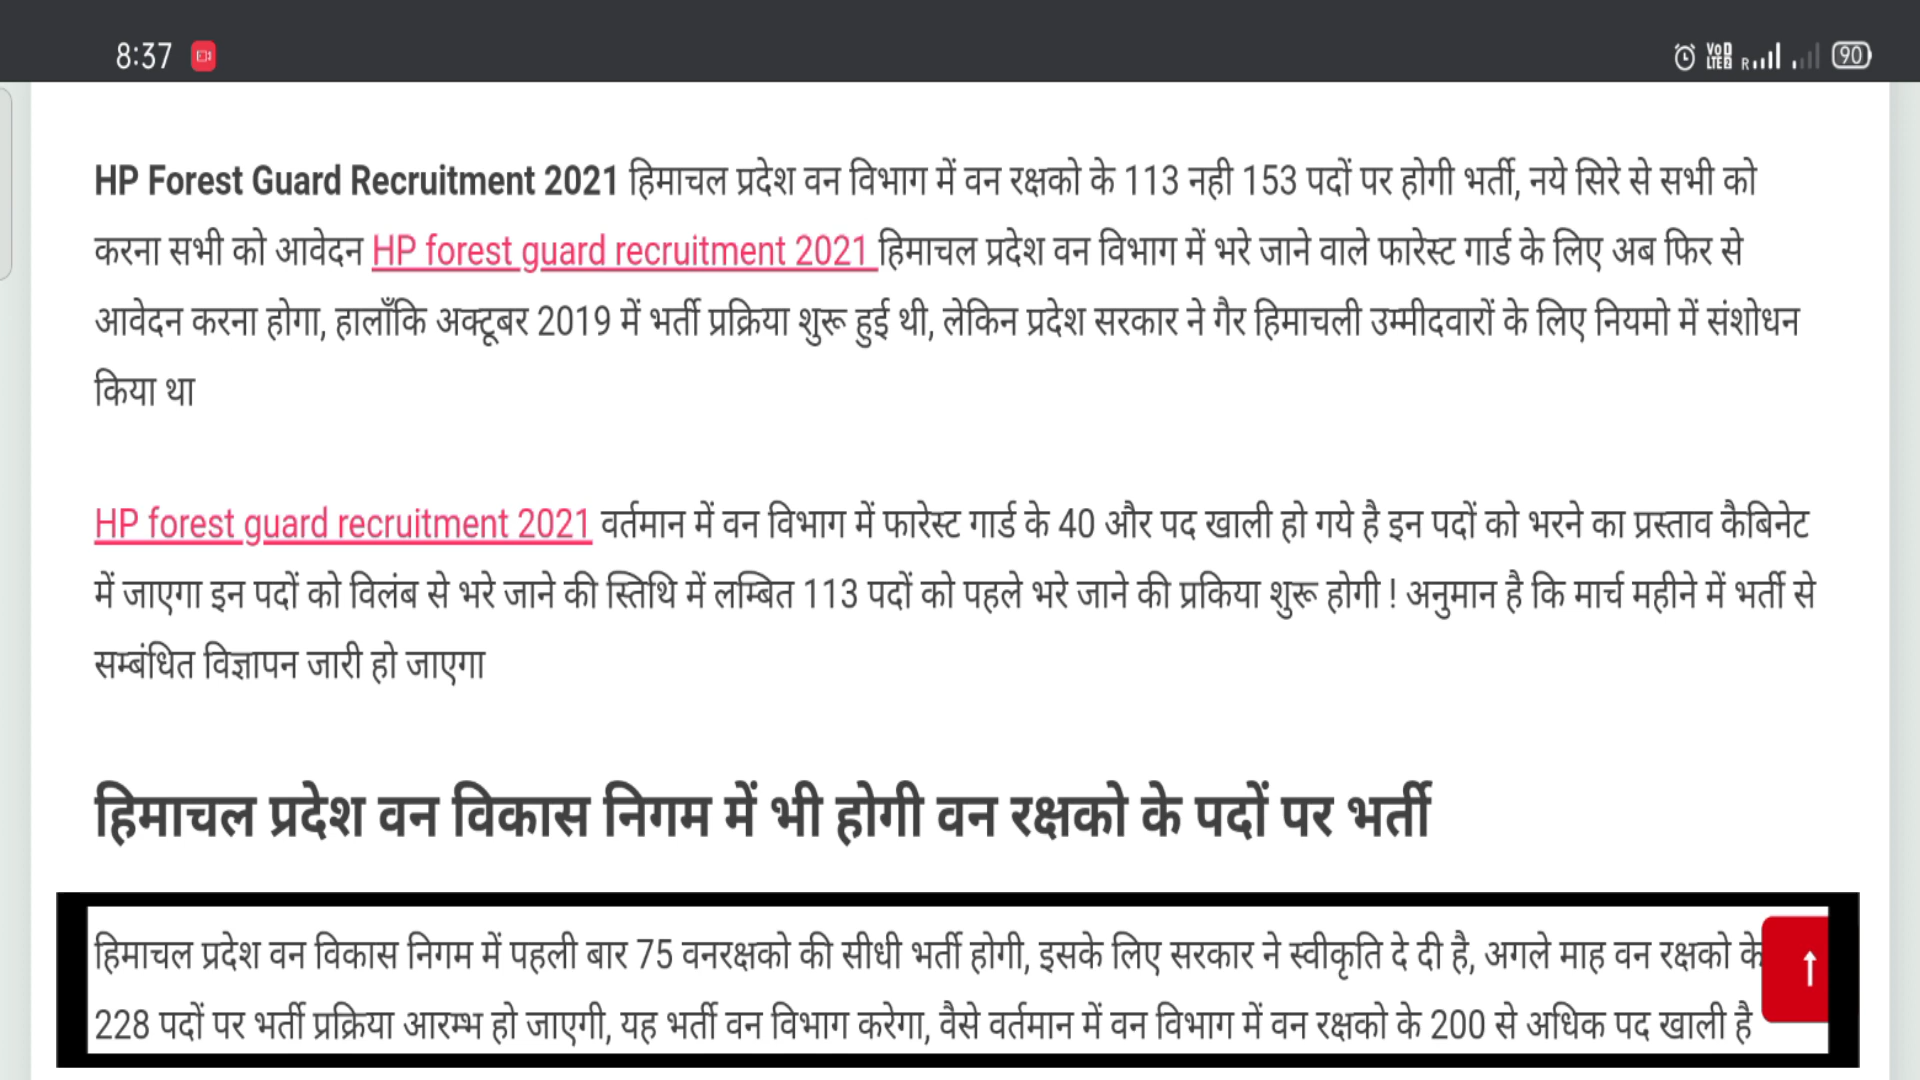 8:37
VoD LTE2 R 90
HP Forest Guard Recruitment 2021 हिमाचल प्रदेश वन विभाग में वन रक्षको के 113 नही 153 पदों पर होगी भर्ती, नये सिरे से सभी को
करना सभी को आवेदन HP forest guard recruitment 2021 हिमाचल प्रदेश वन विभाग में भरे जाने वाले फारेस्ट गार्ड के लिए अब फिर से
आवेदन करना होगा, हालाँकि अक्टूबर 2019 में भर्ती प्रक्रिया शुरू हुई थी, लेकिन प्रदेश सरकार ने गैर हिमाचली उम्मीदवारों के लिए नियमो में संशोधन
किया था
HP forest guard recruitment 2021 वर्तमान में वन विभाग में फारेस्ट गार्ड के 40 और पद खाली हो गये है इन पदों को भरने का प्रस्ताव कैबिनेट
में जाएगा इन पदों को विलंब से भरे जाने की स्तिथि में लम्बित 113 पदों को पहले भरे जाने की प्रकिया शुरू होगी ! अनुमान है कि मार्च महीने में भर्ती से
सम्बंधित विज्ञापन जारी हो जाएगा
हिमाचल प्रदेश वन विकास निगम में भी होगी वन रक्षको के पदों पर भर्ती
हिमाचल प्रदेश वन विकास निगम में पहली बार 75 वनरक्षको की सीधी भर्ती होगी, इसके लिए सरकार ने स्वीकृति दे दी है, अगले माह वन रक्षको के
228 पदों पर भर्ती प्रक्रिया आरम्भ हो जाएगी, यह भर्ती वन विभाग करेगा, वैसे वर्तमान में वन विभाग में वन रक्षको के 200 से अधिक पद खाली है